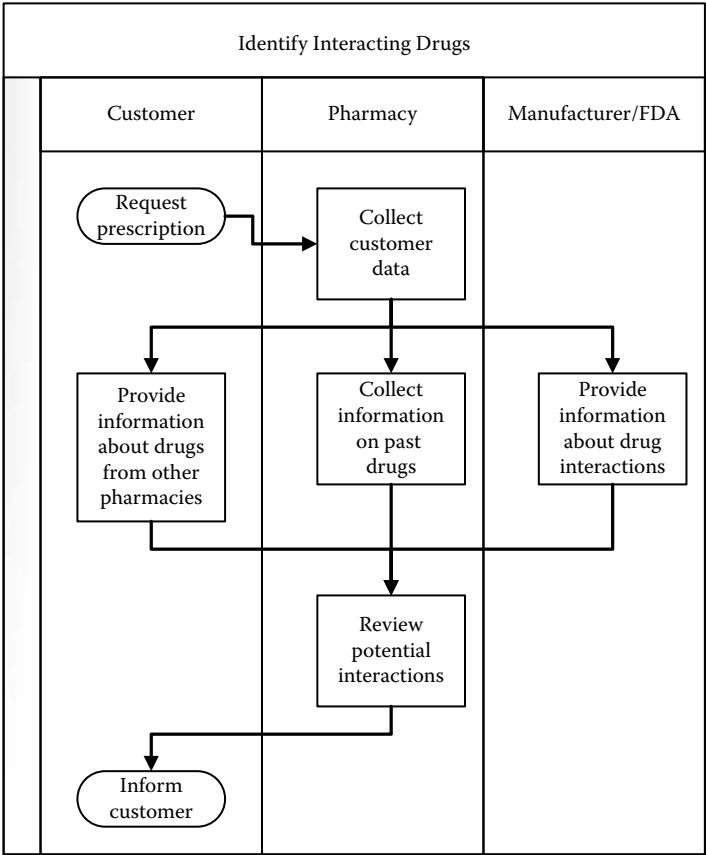 Identify Interacting Drugs
Customer
Pharmacy
Manufacturer/FDA
Request
prescription
Collect
customer
data
Provide
information
about drugs
from other
pharmacies
Collect
information
on past
drugs
Provide
information
about drug
interactions
Review
potential
interactions
Inform
customer